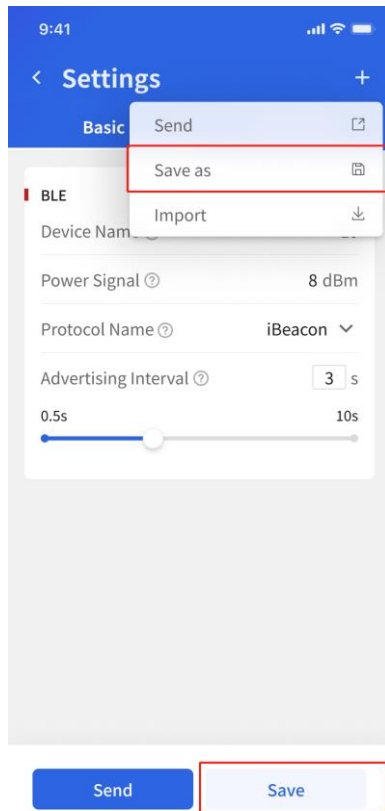 9:41
Settings
Basic
Send
Save as
Import
BLE
Device Name
Power Signal 8 dBm
Protocol Name iBeacon
Advertising Interval 3 s
0.5s 10s
Send Save